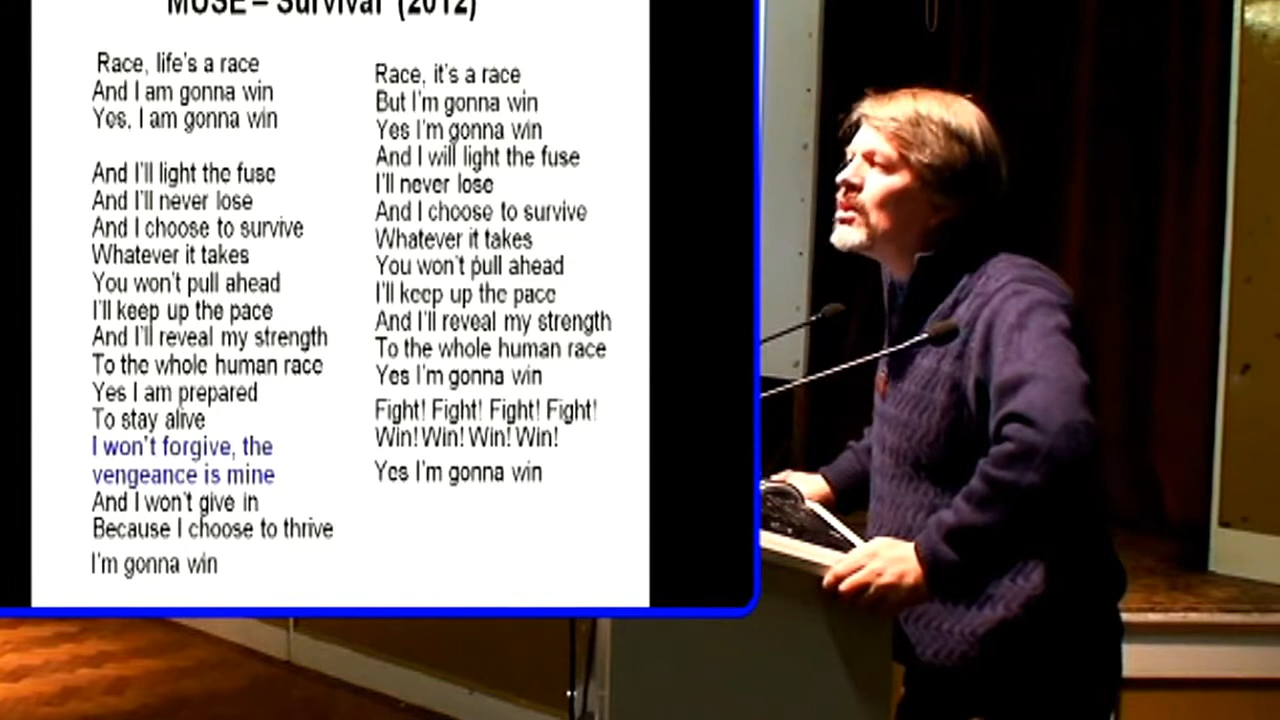 MUSE – Survival (2012)
Race, life's a race
And I am gonna win
Yes, I am gonna win
And I'll light the fuse
And I'll never lose
And I choose to survive
Whatever it takes
You won't pull ahead
I'll keep up the pace
And I'll reveal my strength
To the whole human race
Yes I am prepared
To stay alive
I won't forgive, the
vengeance is mine
And I won't give in
Because I choose to thrive
I'm gonna win
Race, it's a race
But I'm gonna win
Yes I'm gonna win
And I will light the fuse
I'll never lose
And I choose to survive
Whatever it takes
You won't pull ahead
I'll keep up the pace
And I'll reveal my strength
To the whole human race
Yes I'm gonna win
Fight! Fight! Fight! Fight!
Win! Win! Win! Win!
Yes I'm gonna win